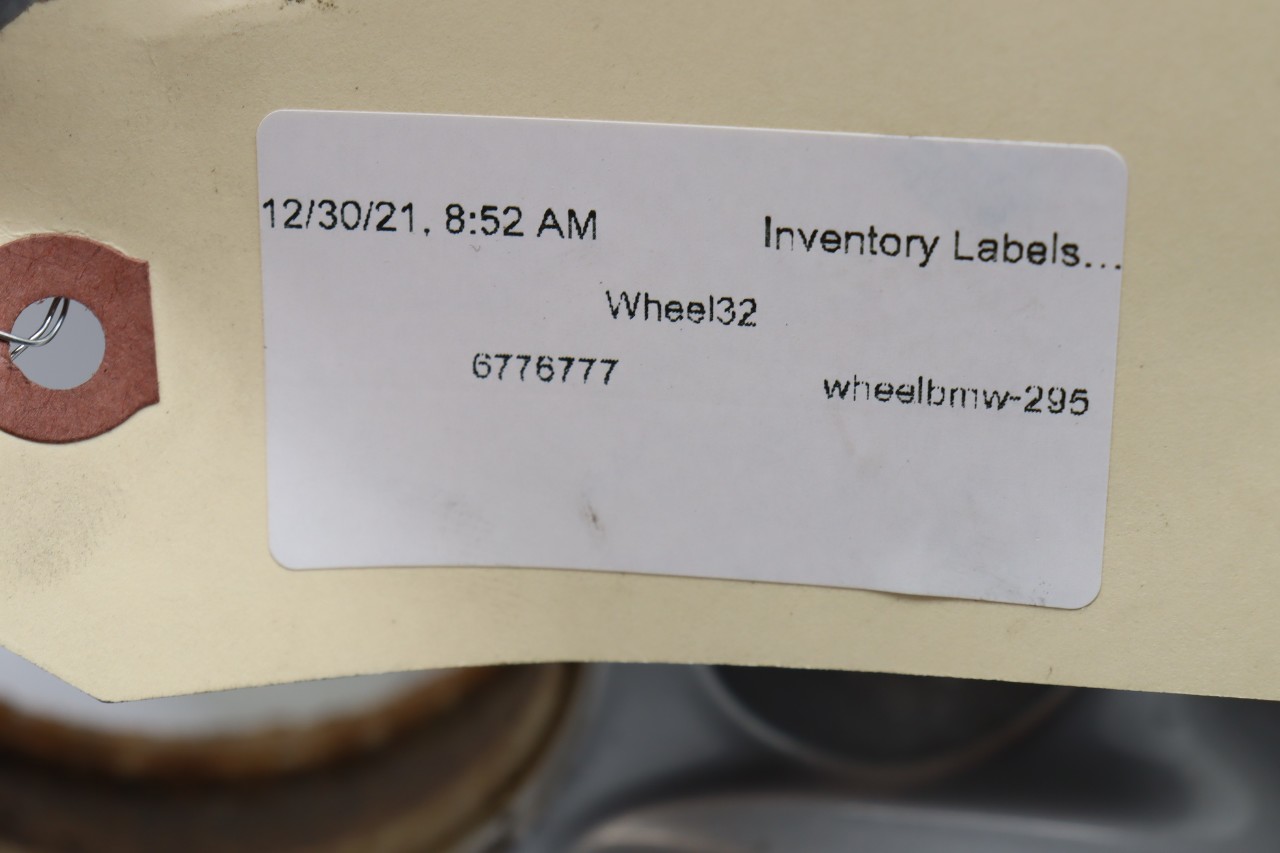 12/30/21, 8:52 AM Inventory Labels...
Wheel32
6776777 wheelbmw-295